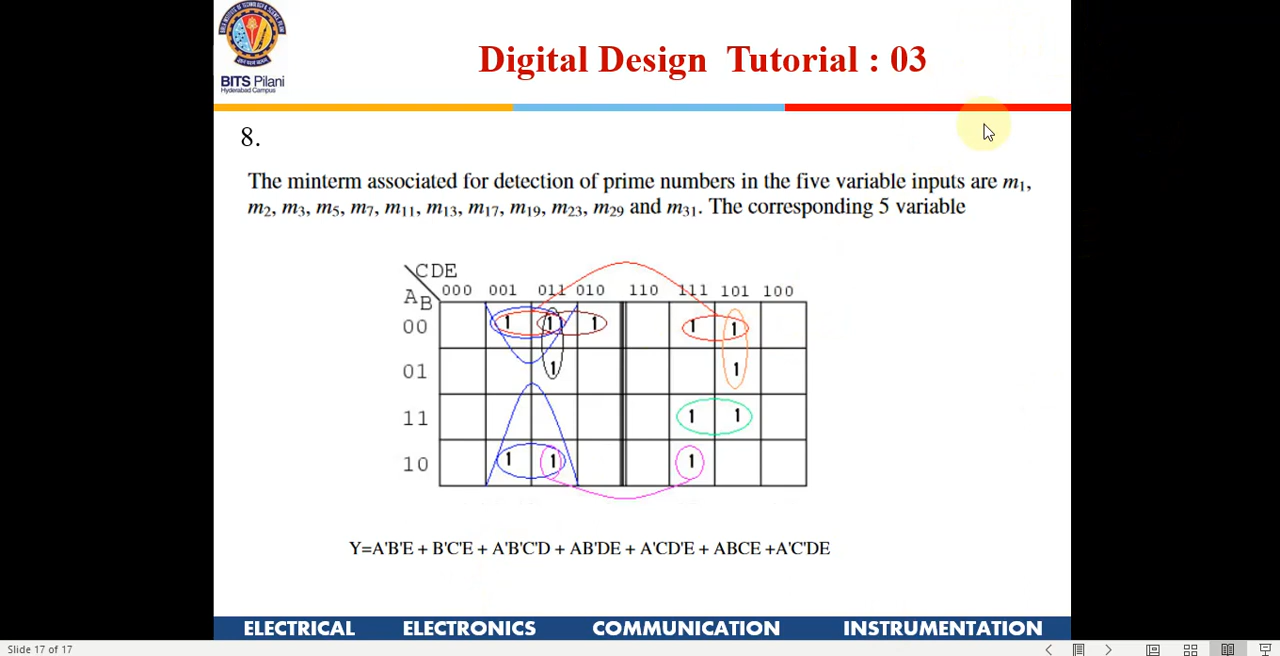 BITS Pilani
Hyderabad Campus
Digital Design Tutorial : 03
8.
The minterm associated for detection of prime numbers in the five variable inputs are m1,
m2, m3, m5, m7, m11, m13, m17, m19, m23, m29 and m31. The corresponding 5 variable
CDE
AB
000 001 011 010 110 111 101 100
00 1 1 1 1 1
01 1 1
11 1 1
10 1 1 1
Y=A'B'E + B'C'E + A'B'C'D + AB'DE + A'CD'E + ABCE +A'C'DE
ELECTRICAL ELECTRONICS COMMUNICATION INSTRUMENTATION
Slide 17 of 17